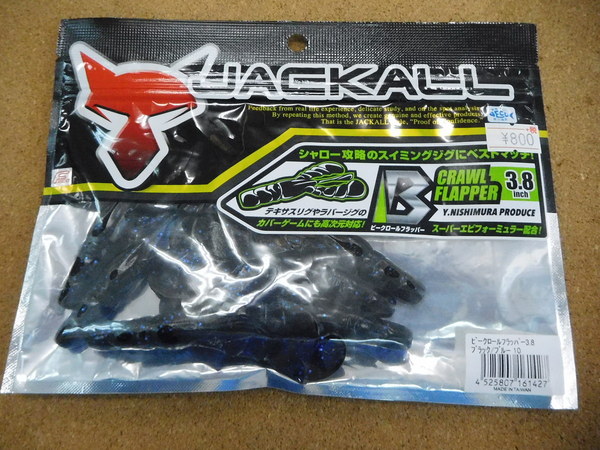 JACKALL
Feedback from real life experience, delicate study, and on the spot analysis
By repeating this method, we create genuine and effective products
That is the JACKALL style, "Proof of Confidence."
¥800
シャロー攻略のスイミングジグにベストマッチ!
B
CRAWL
FLAPPER
3.8
inch
Y.NISHIMURA PRODUCE
テキサスリグやラバージグの
カバーゲームにも高次元対応!
ビークロールフラッパー
スーパーエビフォーミュラー配合!
ビークロールフラッパー3.8
ブラック/ブルー 10
4 525807 161427
MADE IN TAIWAN